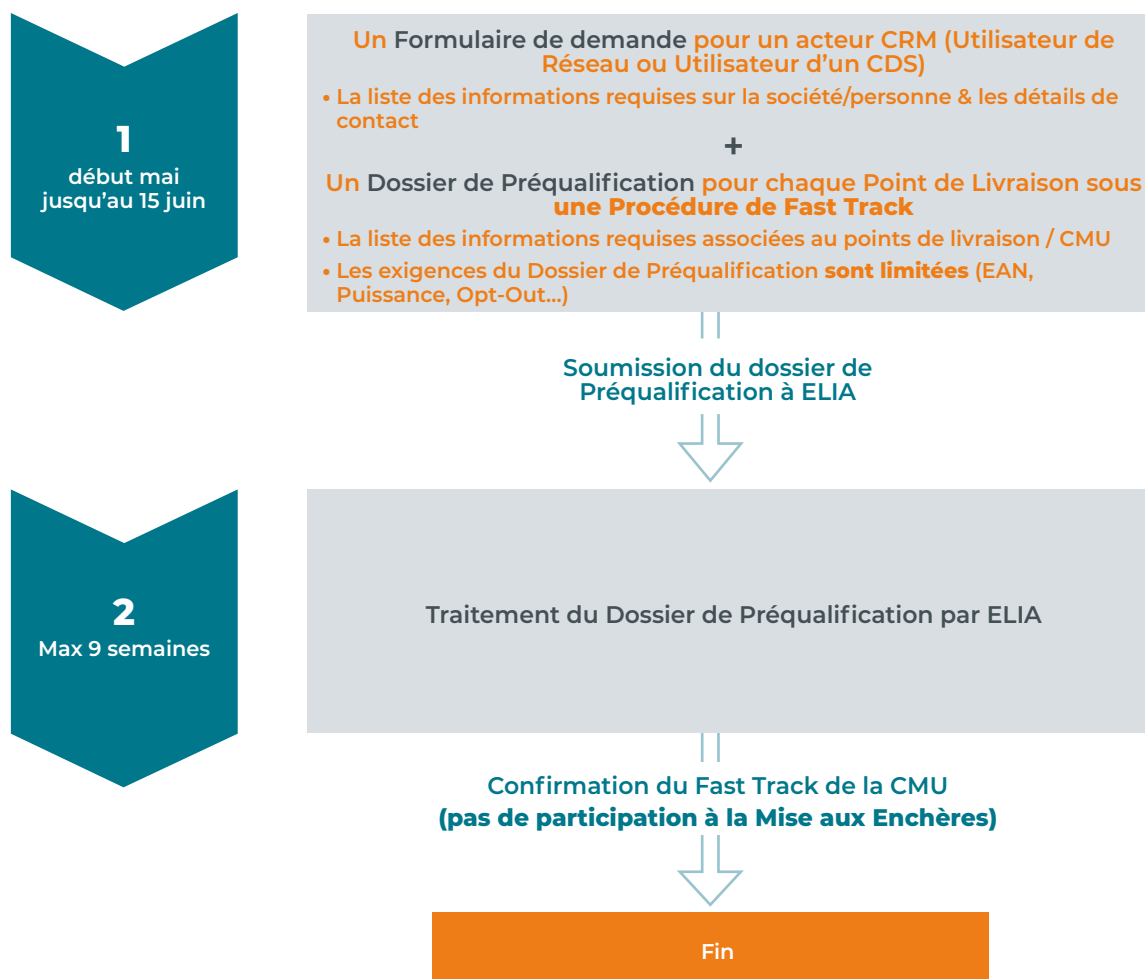 1
début mai
jusqu’au 15 juin
Un Formulaire de demande pour un acteur CRM (Utilisateur de
Réseau ou Utilisateur d’un CDS)
• La liste des informations requises sur la société/personne & les détails de
contact
+
Un Dossier de Préqualification pour chaque Point de Livraison sous
une Procédure de Fast Track
• La liste des informations requises associées au points de livraison / CMU
• Les exigences du Dossier de Préqualification sont limitées (EAN,
Puissance, Opt-Out...)
Soumission du dossier de
Préqualification à ELIA
2
Max 9 semaines
Traitement du Dossier de Préqualification par ELIA
Confirmation du Fast Track de la CMU
(pas de participation à la Mise aux Enchères)
Fin